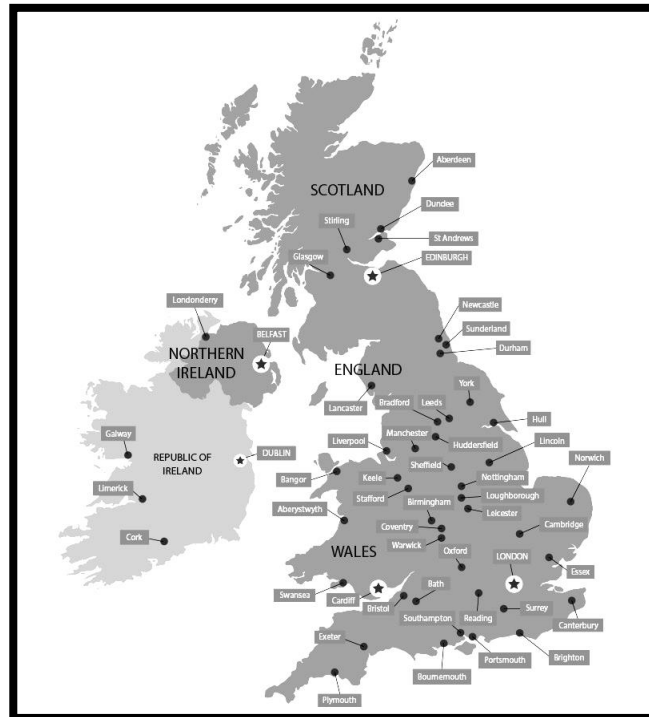 Aberdeen
SCOTLAND
Dundee
Stirling
St Andrews
Glasgow
EDINBURGH
Londonderry
Newcastle
BELFAST
Sunderland
Durham
NORTHERN
IRELAND
ENGLAND
York
Lancaster
Bradford
Leeds
Hull
Galway
Liverpool
Manchester
Huddersfield
Lincoln
REPUBLIC OF
IRELAND
DUBLIN
Norwich
Bangor
Keele
Sheffield
Nottingham
Limerick
Stafford
Loughborough
Aberystwyth
Birmingham
Leicester
Cork
Coventry
Cambridge
WALES
Warwick
Oxford
LONDON
Essex
Swansea
Cardiff
Bristol
Bath
Southampton
Reading
Surrey
Canterbury
Exeter
Bournemouth
Portsmouth
Brighton
Plymouth